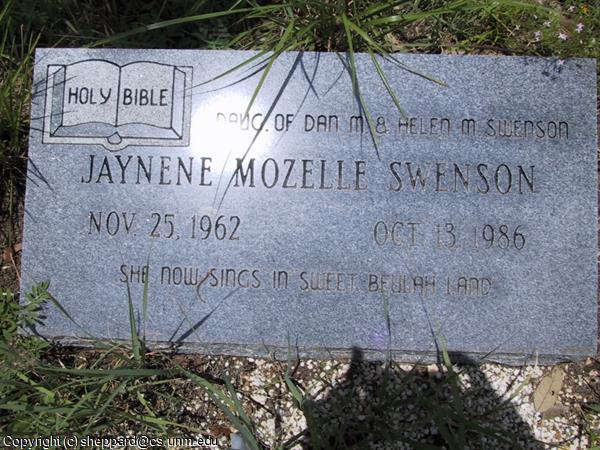 HOLY BIBLE
DAUG. OF DAN M. & HELEN M. SWENSON
JAYNENE MOZELLE SWENSON
NOV. 25, 1962 OCT. 13, 1986
SHE NOW SINGS IN SWEET BEULAH LAND
Copyright (c) sheppard@cs.unm.edu